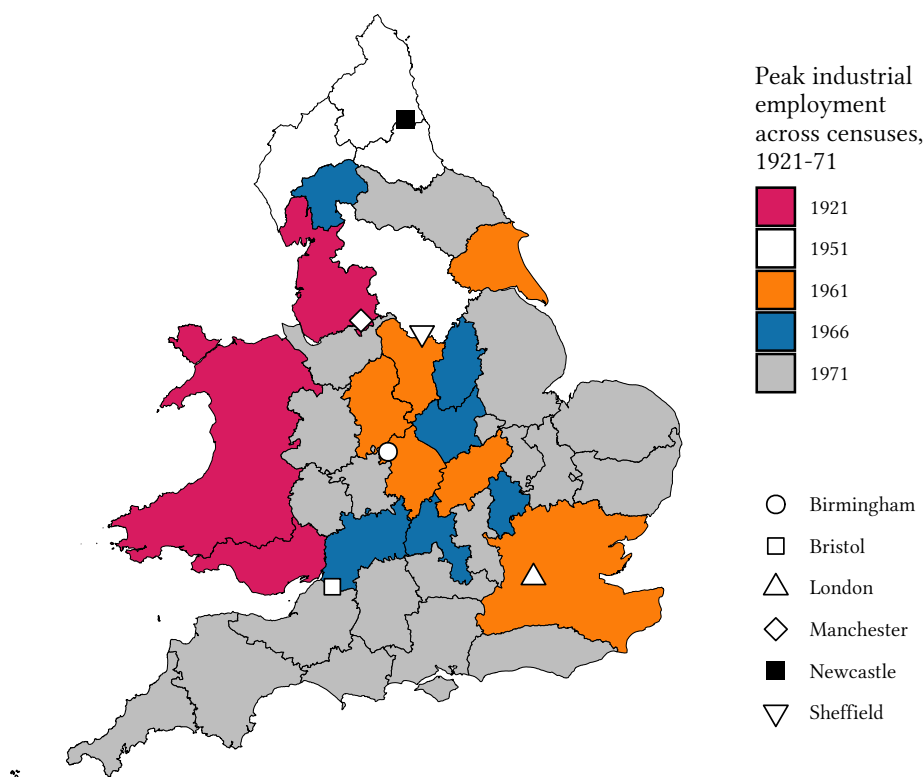 Peak industrial
employment
across censuses,
1921-71
1921
1951
1961
1966
1971
Birmingham
Bristol
London
Manchester
Newcastle
Sheffield